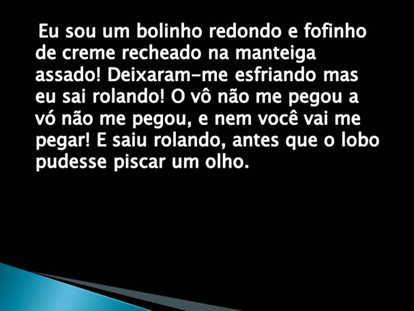 Eu sou um bolinho redondo e fofinho
de creme recheado na manteiga
assado! Deixaram-me esfriando mas
eu sai rolando! O vô não me pegou a
vó não me pegou, e nem você vai me
pegar! E saiu rolando, antes que o lobo
pudesse piscar um olho.